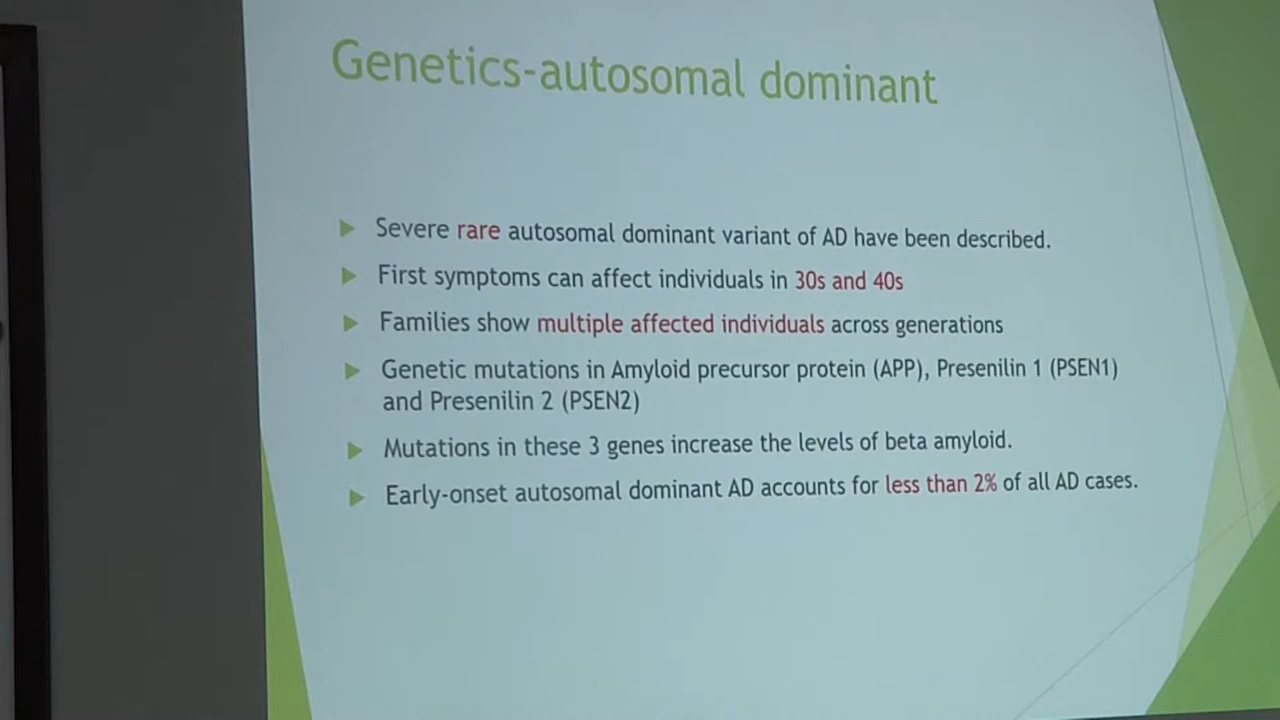 Genetics-autosomal dominant
Severe rare autosomal dominant variant of AD have been described.
First symptoms can affect individuals in 30s and 40s
Families show multiple affected individuals across generations
Genetic mutations in Amyloid precursor protein (APP), Presenilin 1 (PSEN1)
and Presenilin 2 (PSEN2)
Mutations in these 3 genes increase the levels of beta amyloid.
Early-onset autosomal dominant AD accounts for less than 2% of all AD cases.